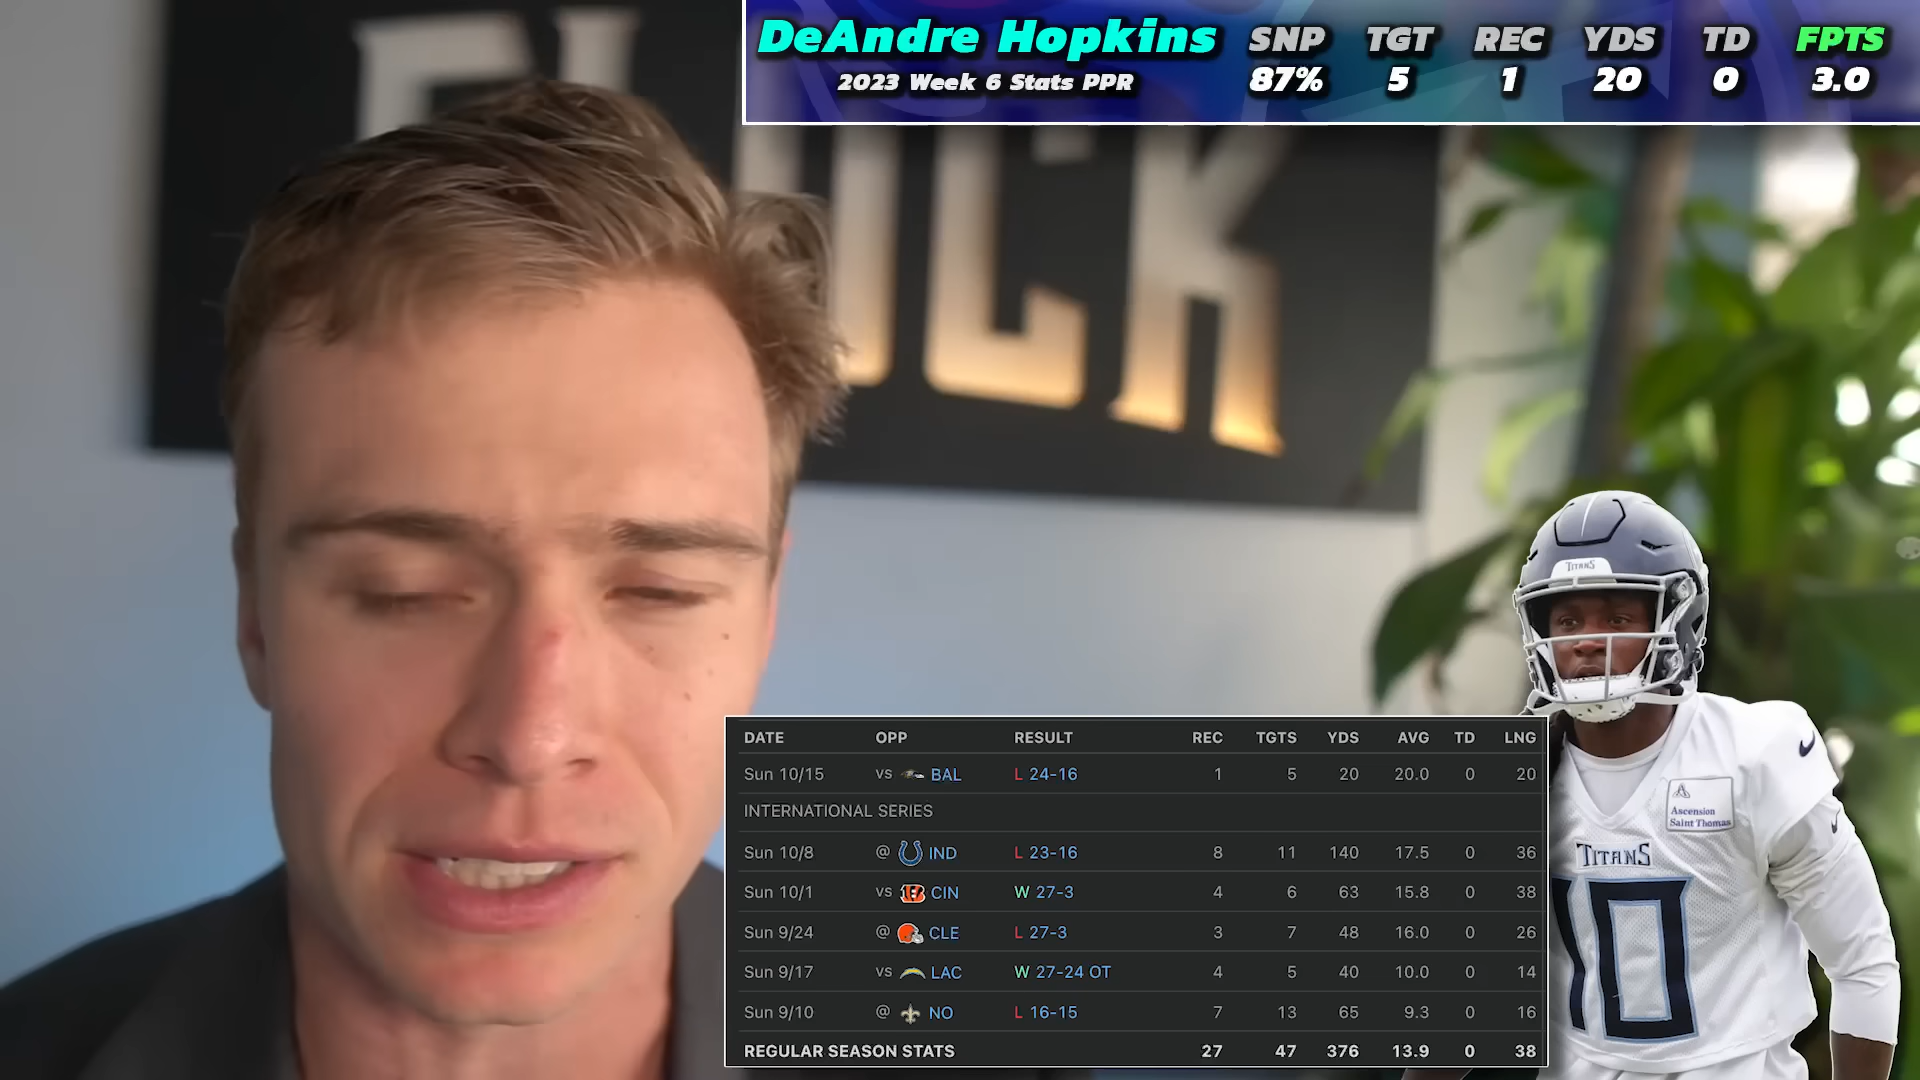 DeAndre Hopkins
2023 Week 6 Stats PPR
SNP TGT REC YDS TD FPTS
87% 5 1 20 0 3.0
DATE OPP RESULT REC TGTS YDS AVG TD LNG
Sun 10/15 vs BAL L 24-16 1 5 20 20.0 0 20
INTERNATIONAL SERIES
Sun 10/8 @ IND L 23-16 8 11 140 17.5 0 36
Sun 10/1 vs CIN W 27-3 4 6 63 15.8 0 38
Sun 9/24 @ CLE L 27-3 3 7 48 16.0 0 26
Sun 9/17 vs LAC W 27-24 OT 4 5 40 10.0 0 14
Sun 9/10 @ NO L 16-15 7 13 65 9.3 0 16
REGULAR SEASON STATS 27 47 376 13.9 0 38
TITANS
Ascension
Saint Thomas
TITANS
10